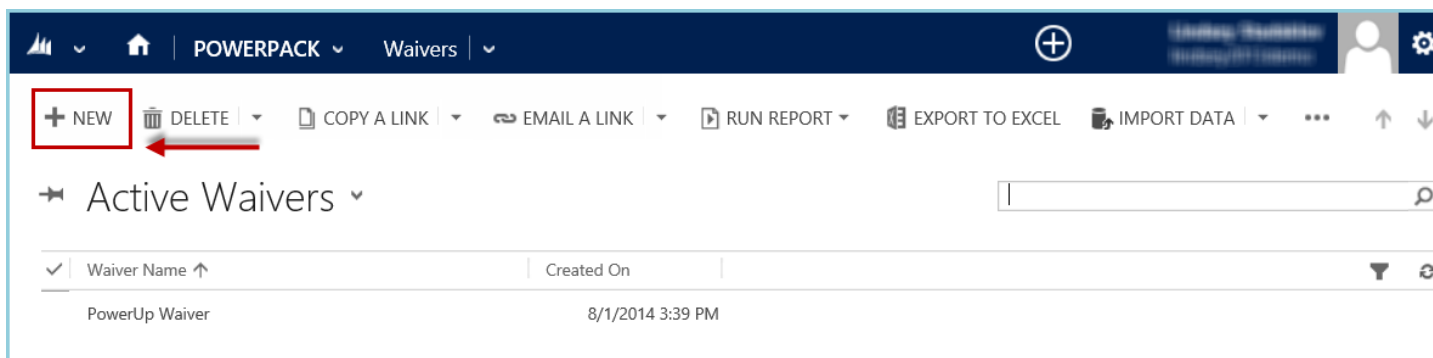 POWERPACK Waivers
NEW DELETE COPY A LINK EMAIL A LINK RUN REPORT EXPORT TO EXCEL IMPORT DATA •••
Active Waivers
Waiver Name Created On
PowerUp Waiver 8/1/2014 3:39 PM